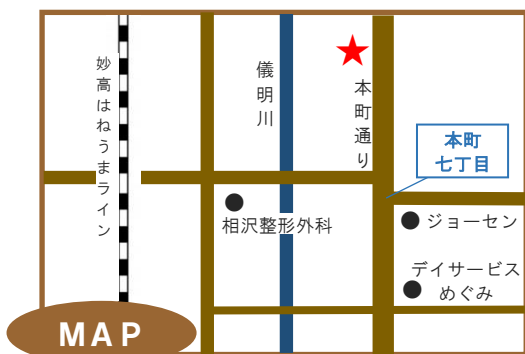 妙高はねうまライン
儀明川
本町通り
本町
七丁目
相沢整形外科
ジョーセン
デイサービス
めぐみ
MAP